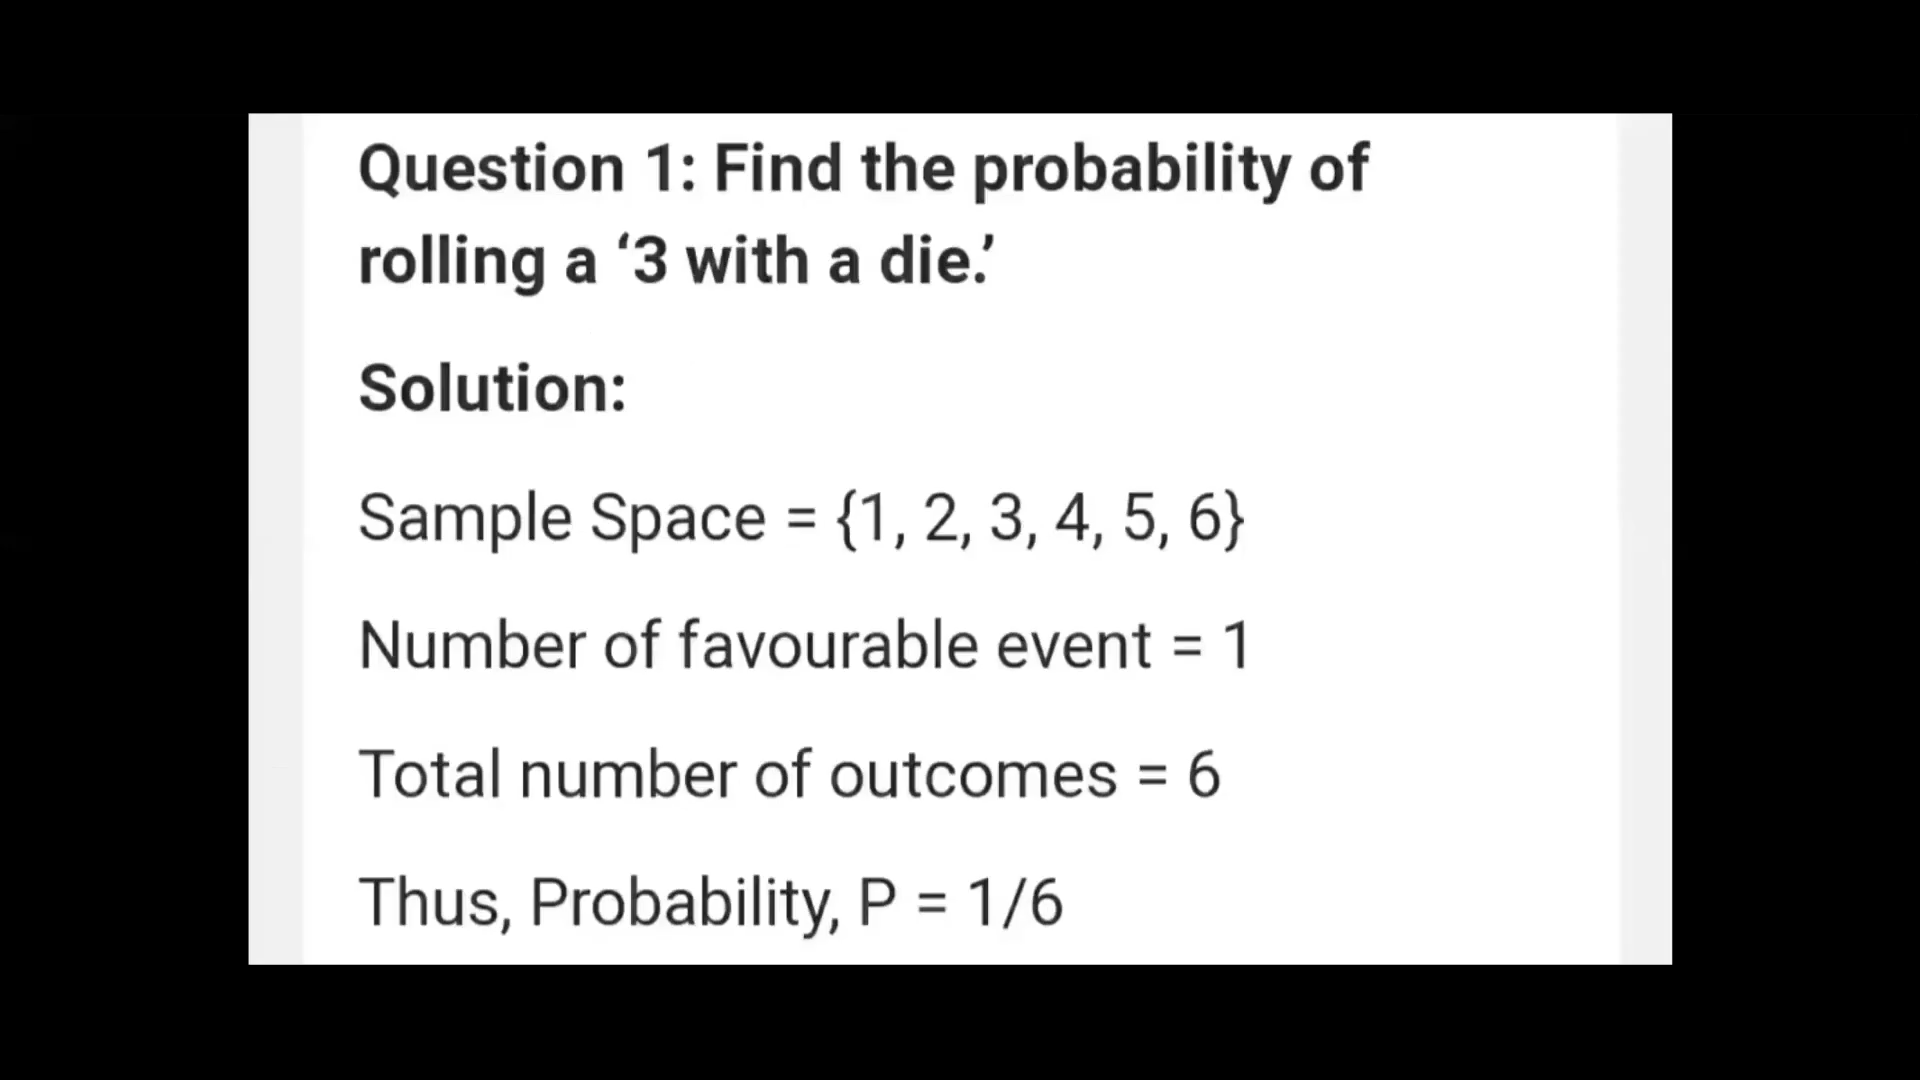 Question 1: Find the probability of
rolling a ‘3 with a die.’
Solution:
Sample Space = {1, 2, 3, 4, 5, 6}
Number of favourable event = 1
Total number of outcomes = 6
Thus, Probability, P = 1/6